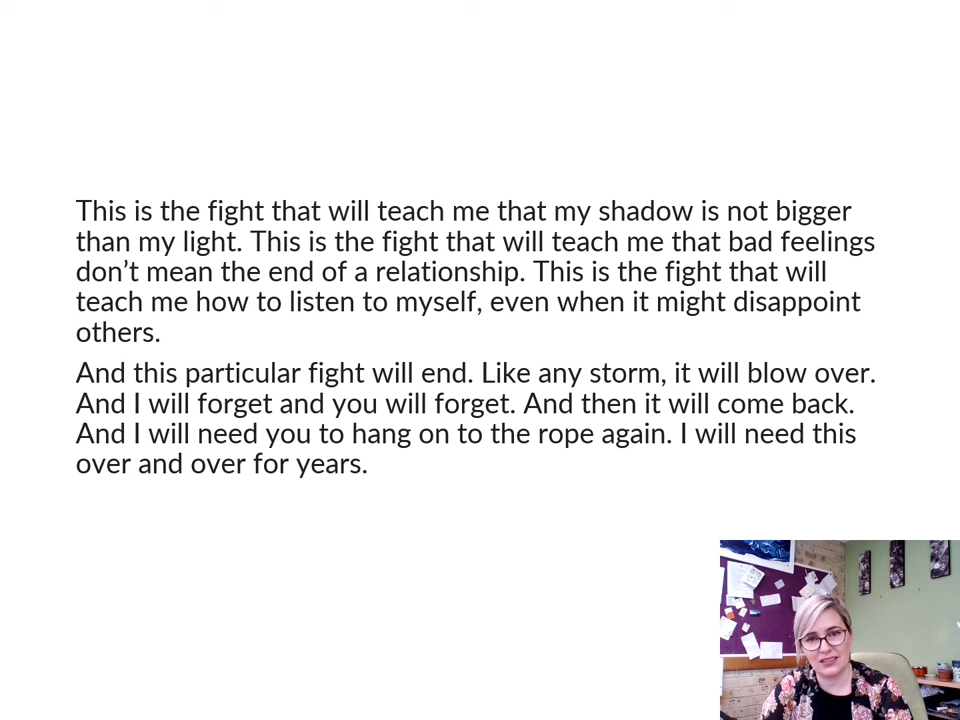 This is the fight that will teach me that my shadow is not bigger
than my light. This is the fight that will teach me that bad feelings
don’t mean the end of a relationship. This is the fight that will
teach me how to listen to myself, even when it might disappoint
others.
And this particular fight will end. Like any storm, it will blow over.
And I will forget and you will forget. And then it will come back.
And I will need you to hang on to the rope again. I will need this
over and over for years.